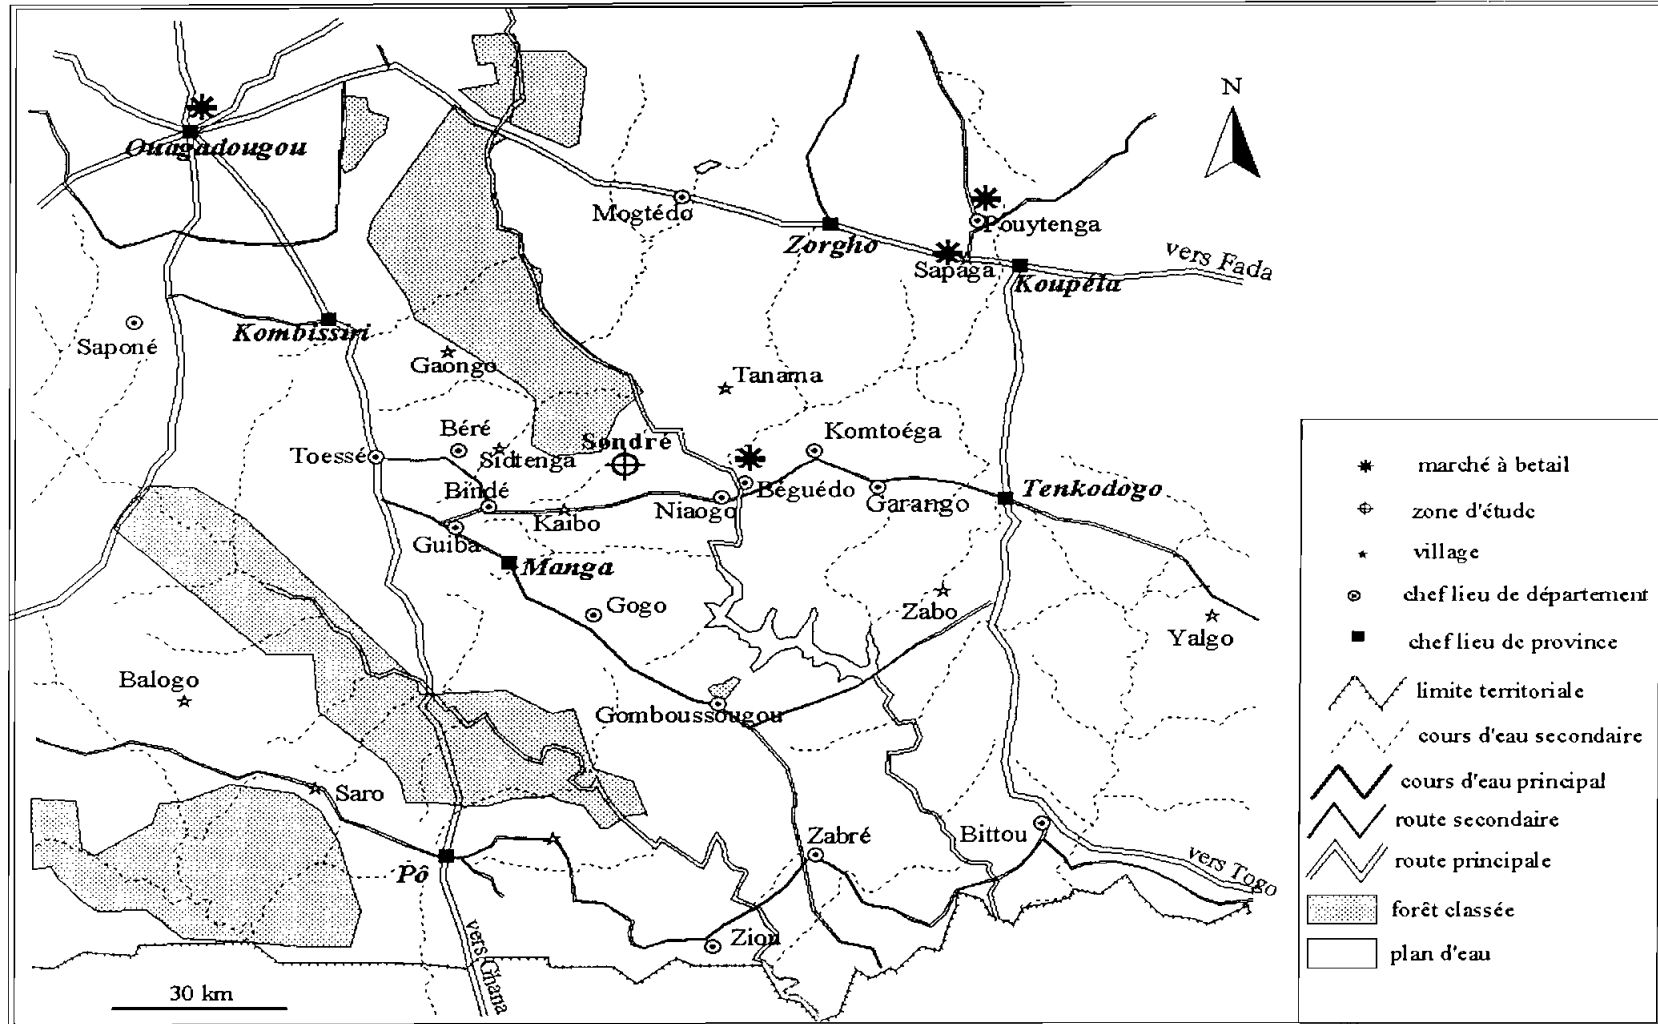 N
Ouagadougou
Mogtédo
Pouytenga
Zorgho
vers Fada
Sapaga
Koupéla
Kombissiri
Saponé
Gaongo
Tanama
Béré
Sondré
Komtoéga
Toessé
Sidtenga
Bindé
Béguédo
Tenkodogo
Niaogo
Garango
Kaibo
Guiba
Manga
Gogo
Zabo
Yalgo
Balogo
Gomboussougou
Saro
Zabré
Bittou
vers Togo
Pô
Ziou
vers Ghana
30 km
marché à betail
zone d'étude
village
chef lieu de département
chef lieu de province
limite territoriale
cours d'eau secondaire
cours d'eau principal
route secondaire
route principale
forêt classée
plan d'eau